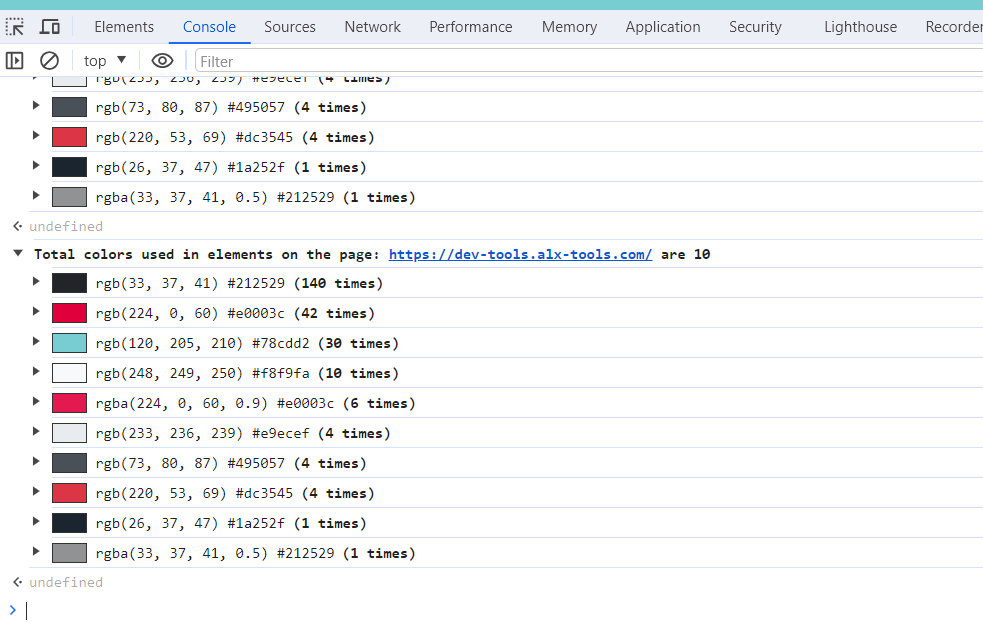 Elements Console Sources Network Performance Memory Application Security Lighthouse Recorder
top Filter
rgb(233, 236, 239) #e9ecef (4 times)
rgb(73, 80, 87) #495057 (4 times)
rgb(220, 53, 69) #dc3545 (4 times)
rgb(26, 37, 47) #1a252f (1 times)
rgba(33, 37, 41, 0.5) #212529 (1 times)
undefined
Total colors used in elements on the page: https://dev-tools.alx-tools.com/ are 10
rgb(33, 37, 41) #212529 (140 times)
rgb(224, 0, 60) #e0003c (42 times)
rgb(120, 205, 210) #78cdd2 (30 times)
rgb(248, 249, 250) #f8f9fa (10 times)
rgba(224, 0, 60, 0.9) #e0003c (6 times)
rgb(233, 236, 239) #e9ecef (4 times)
rgb(73, 80, 87) #495057 (4 times)
rgb(220, 53, 69) #dc3545 (4 times)
rgb(26, 37, 47) #1a252f (1 times)
rgba(33, 37, 41, 0.5) #212529 (1 times)
undefined